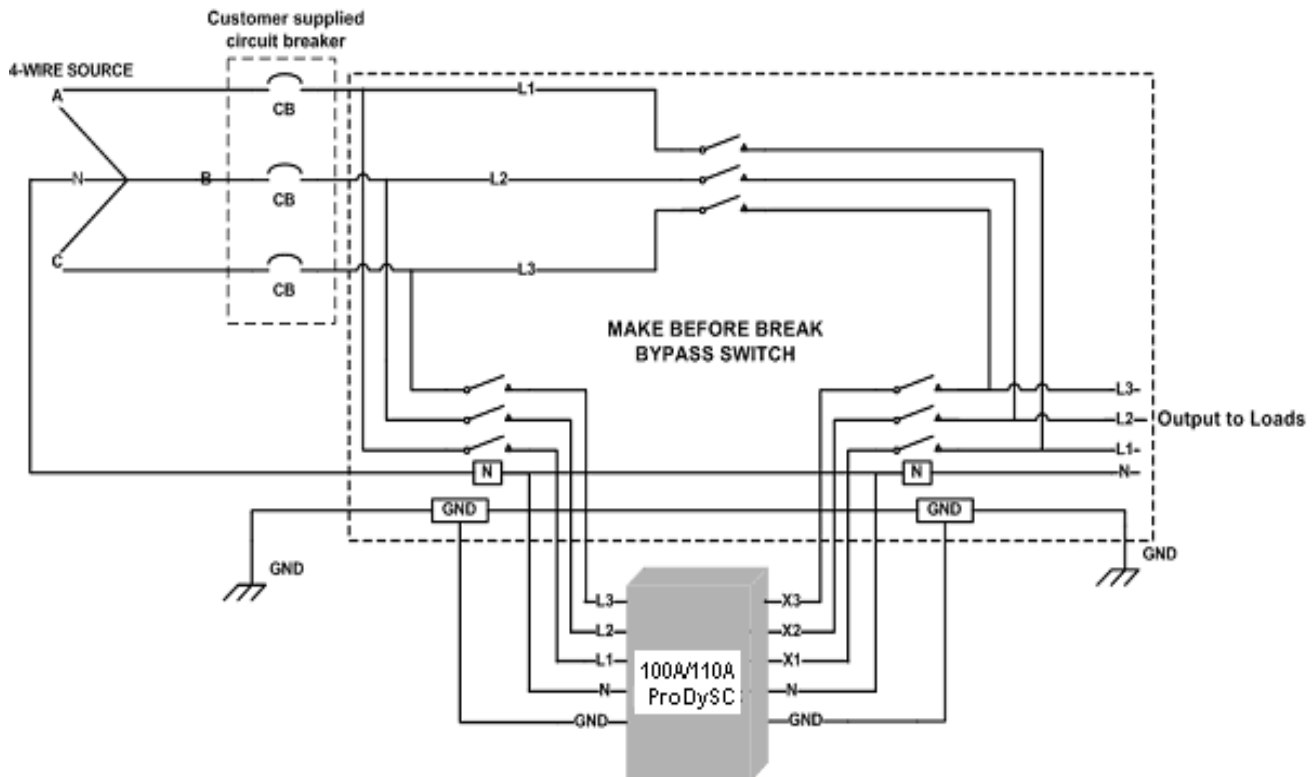 Customer supplied
circuit breaker
4-WIRE SOURCE
A
CB
L1
N
B
CB
L2
C
CB
L3
MAKE BEFORE BREAK
BYPASS SWITCH
L3
L2
Output to Loads
L1
N
N
N
GND
GND
GND
GND
L3
X3
L2
X2
L1
X1
100A/110A
ProDySC
N
N
GND
GND